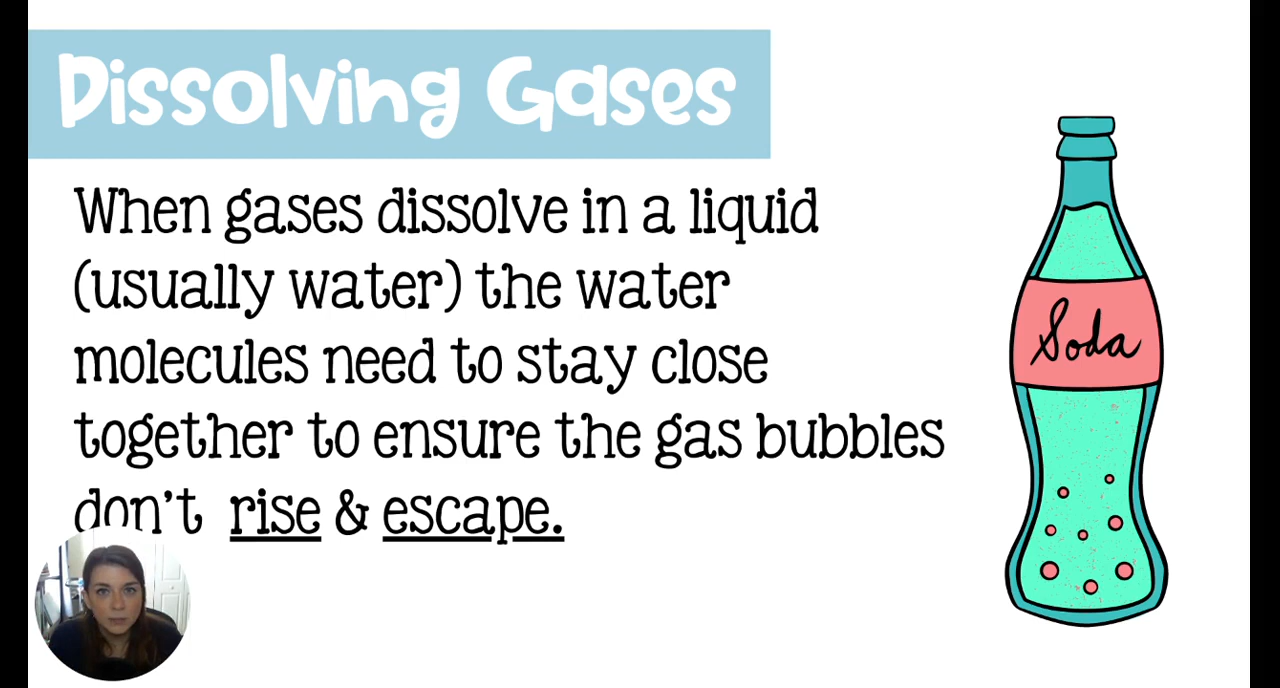 Dissolving Gases
When gases dissolve in a liquid
(usually water) the water
molecules need to stay close
together to ensure the gas bubbles
don't rise & escape.
Soda